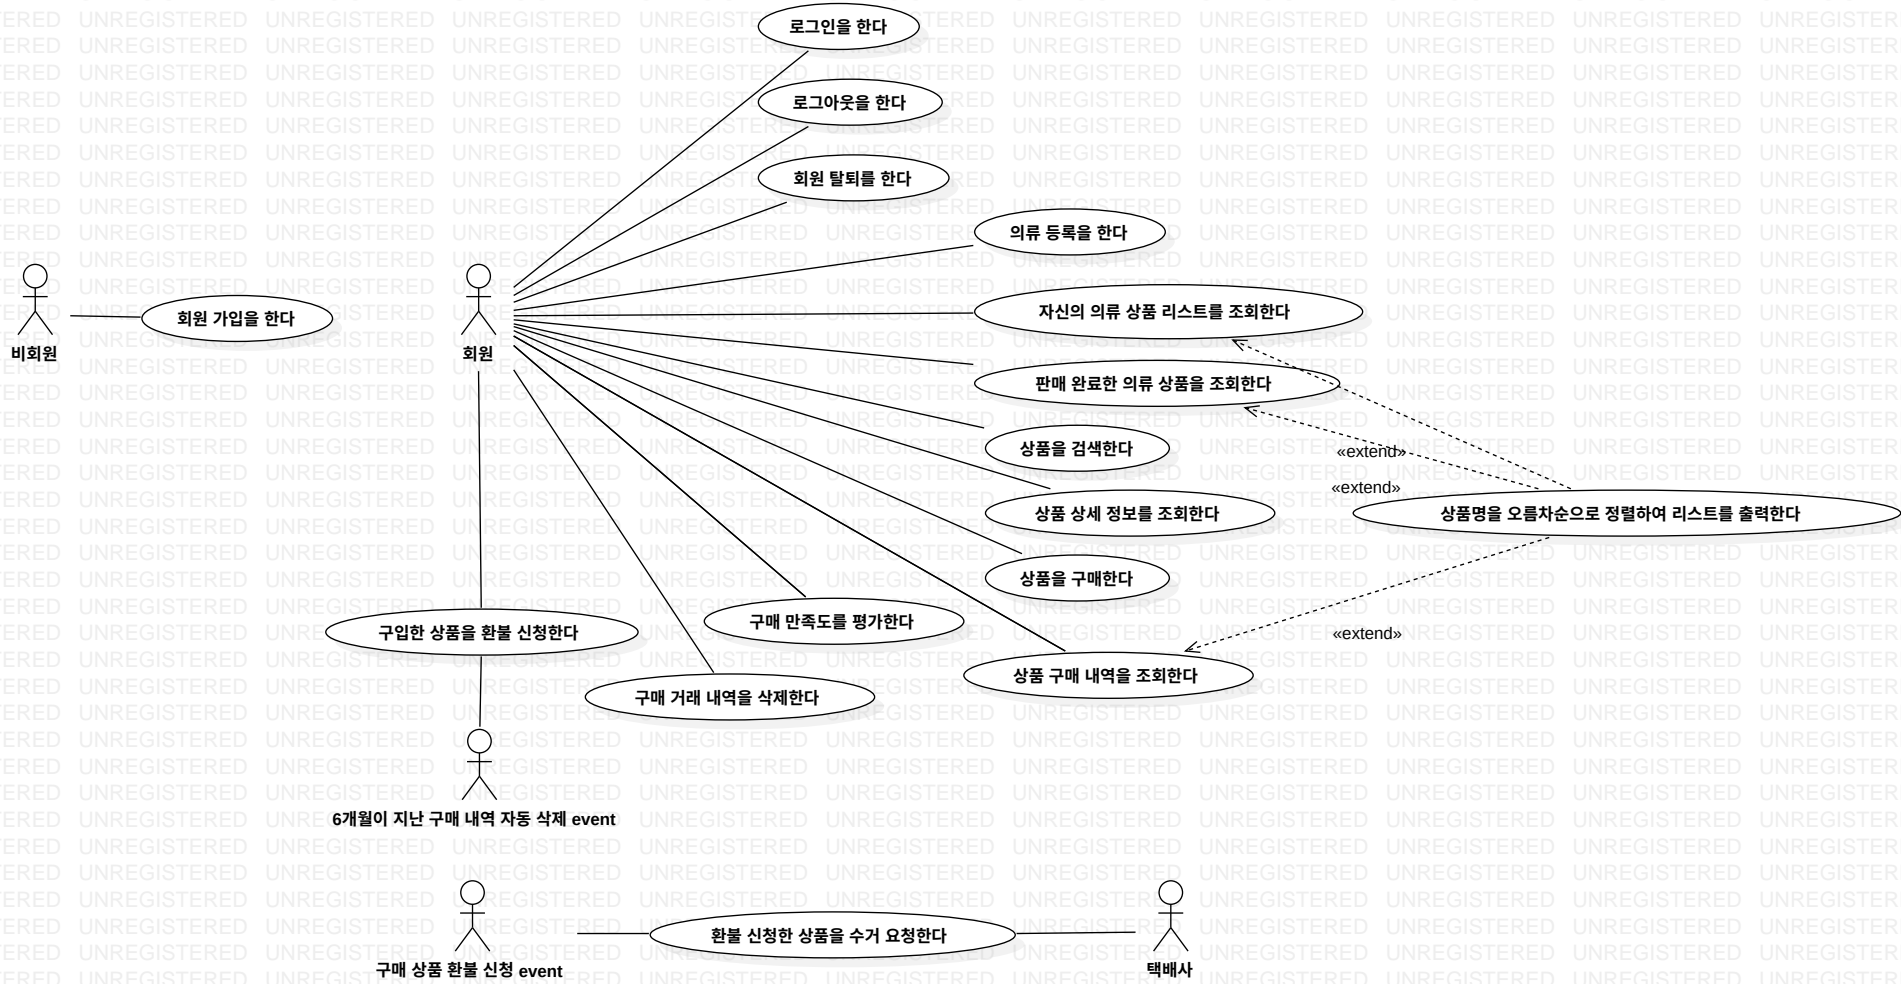 로그인을 한다
로그아웃을 한다
회원 탈퇴를 한다
의류 등록을 한다
회원 가입을 한다
자신의 의류 상품 리스트를 조회한다
비회원
회원
판매 완료한 의류 상품을 조회한다
상품을 검색한다
«extend»
«extend»
상품 상세 정보를 조회한다
상품명을 오름차순으로 정렬하여 리스트를 출력한다
상품을 구매한다
구매 만족도를 평가한다
구입한 상품을 환불 신청한다
«extend»
상품 구매 내역을 조회한다
구매 거래 내역을 삭제한다
6개월이 지난 구매 내역 자동 삭제 event
환불 신청한 상품을 수거 요청한다
구매 상품 환불 신청 event
택배사
UNREGISTERED